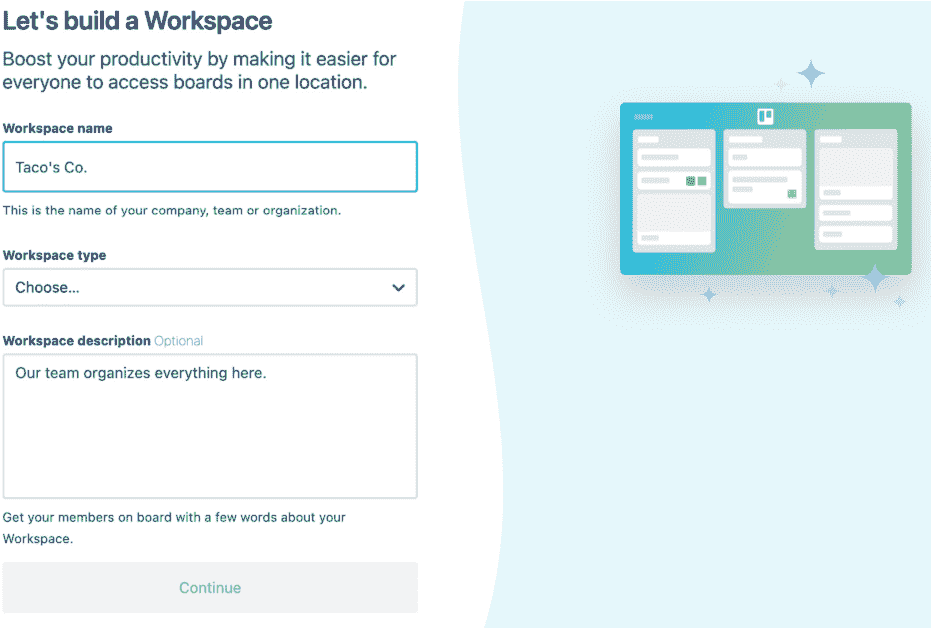 Let's build a Workspace
Boost your productivity by making it easier for
everyone to access boards in one location.
Workspace name
Taco's Co.
This is the name of your company, team or organization.
Workspace type
Choose...
Workspace description Optional
Our team organizes everything here.
Get your members on board with a few words about your
Workspace.
Continue